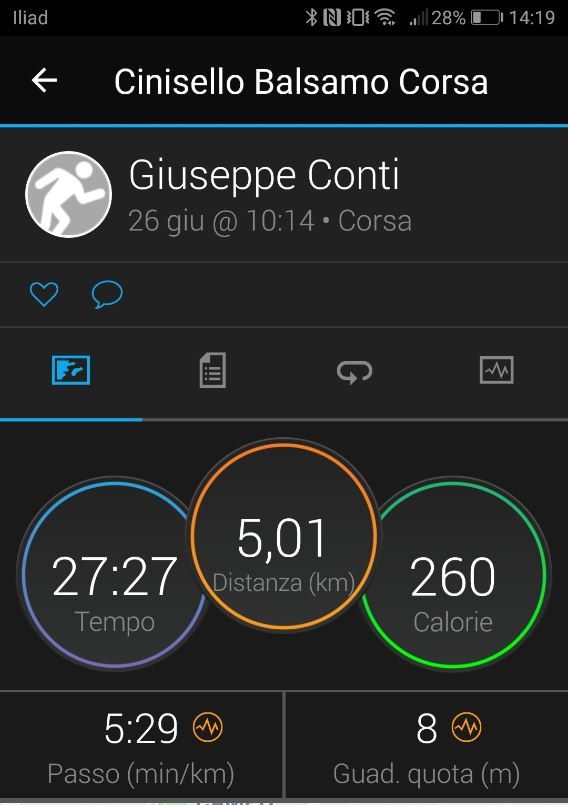 Iliad 28% 14:19
Cinisello Balsamo Corsa
Giuseppe Conti
26 giu @ 10:14 • Corsa
5,01
Distanza (km)
27:27
Tempo
260
Calorie
5:29
Passo (min/km)
8
Guad. quota (m)